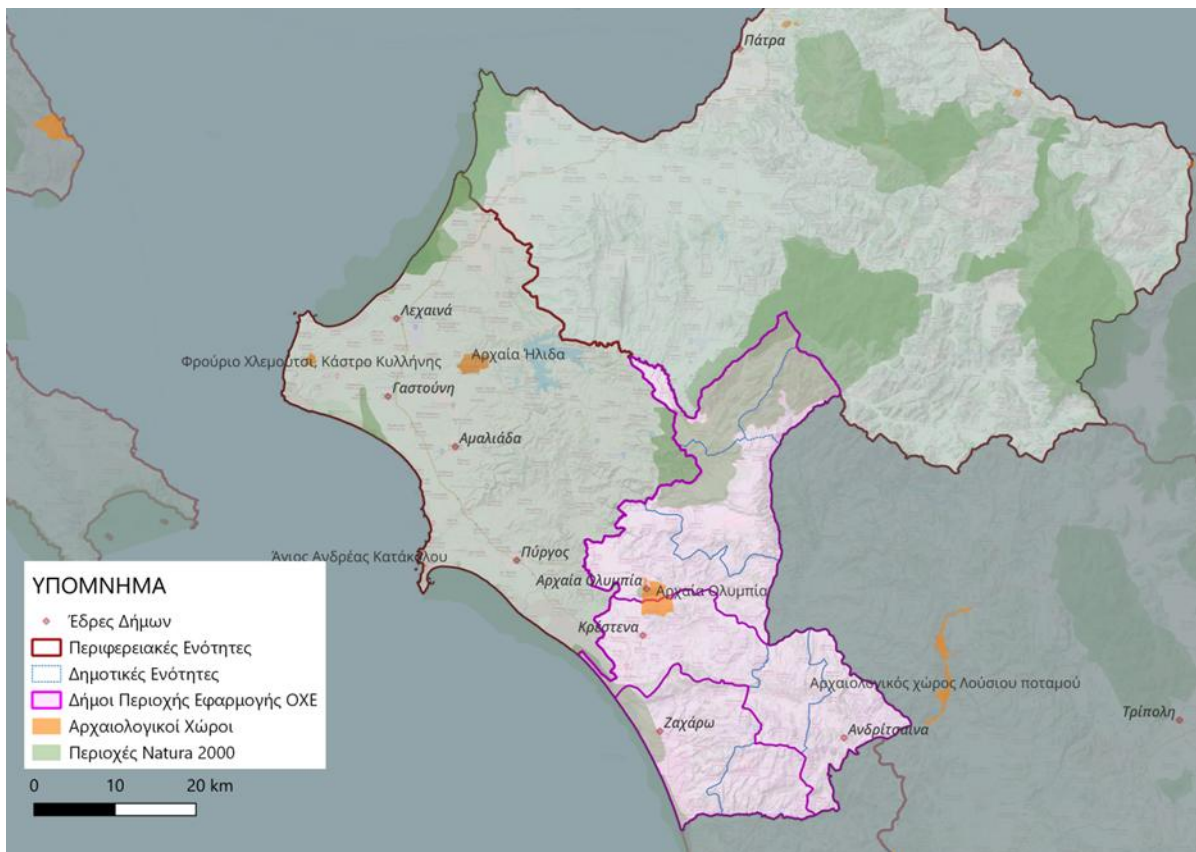 Πάτρα
Λεχαινά
Φρούριο Χλεμούτσι, Κάστρο Κυλλήνης
Αρχαία Ήλιδα
Γαστούνη
Αμαλιάδα
Άγιος Ανδρέας Κατάκολου
Πύργος
Αρχαία Ολυμπία
Αρχαία Ολυμπία
Κρέστενα
Αρχαιολογικός χώρος Λούσιου ποταμού
Ζαχάρω
Ανδρίτσαινα
Τρίπολη
ΥΠΟΜΝΗΜΑ
Έδρες Δήμων
Περιφερειακές Ενότητες
Δημοτικές Ενότητες
Δήμοι Περιοχής Εφαρμογής ΟΧΕ
Αρχαιολογικοί Χώροι
Περιοχές Natura 2000
0 10 20 km